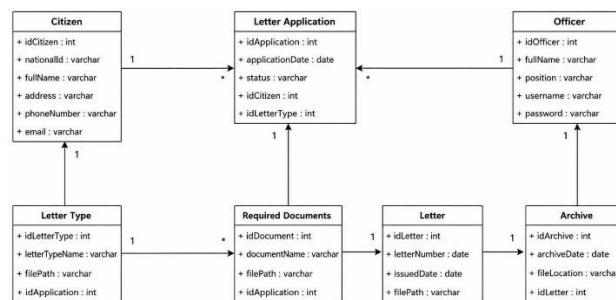 Citizen
+ idCitizen : int
+ nationalId : varchar
+ fullName : varchar
+ address : varchar
+ phoneNumber : varchar
+ email : varchar
1
*
Letter Application
+ idApplication : int
+ applicationDate : date
+ status : varchar
+ idCitizen : int
+ idLetterType : int
1
*
Officer
+ idOfficer : int
+ fullName : varchar
+ position : varchar
+ username : varchar
+ password : varchar
1
1
1
Letter Type
+ idLetterType : int
+ letterTypeName : varchar
+ filePath : varchar
+ idApplication : int
1
*
Required Documents
+ idDocument : int
+ documentName : varchar
+ filePath : varchar
+ idApplication : int
1
Letter
+ idLetter : int
+ letterNumber : date
+ issuedDate : date
+ filePath : varchar
1
Archive
+ idArchive : int
+ archiveDate : date
+ fileLocation : varchar
+ idLetter : int